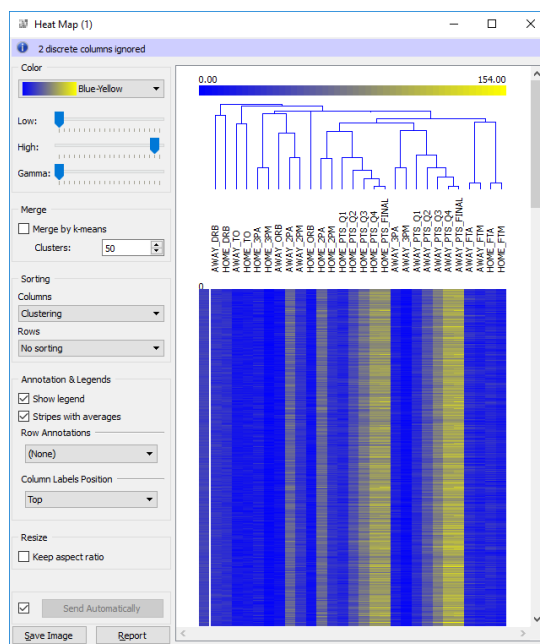 Heat Map (1)
2 discrete columns ignored
Color
Blue-Yellow
Low:
High:
Gamma:
Merge
Merge by k-means
Clusters:
50
Sorting
Columns
Clustering
Rows
No sorting
Annotation & Legends
Show legend
Stripes with averages
Row Annotations
(None)
Column Labels Position
Top
Resize
Keep aspect ratio
Send Automatically
Save Image
Report
0.00
154.00
AWAY_DRB
HOME_DRB
AWAY_TO
HOME_TO
HOME_3PA
HOME_3PM
AWAY_ORB
AWAY_2PA
AWAY_2PM
HOME_ORB
HOME_2PA
HOME_2PM
HOME_PTS_Q1
HOME_PTS_Q2
HOME_PTS_Q3
HOME_PTS_Q4
HOME_PTS_FINAL
AWAY_3PA
AWAY_3PM
AWAY_PTS_Q1
AWAY_PTS_Q2
AWAY_PTS_Q3
AWAY_PTS_Q4
AWAY_PTS_FINAL
AWAY_FTA
AWAY_FTM
HOME_FTA
HOME_FTM
0